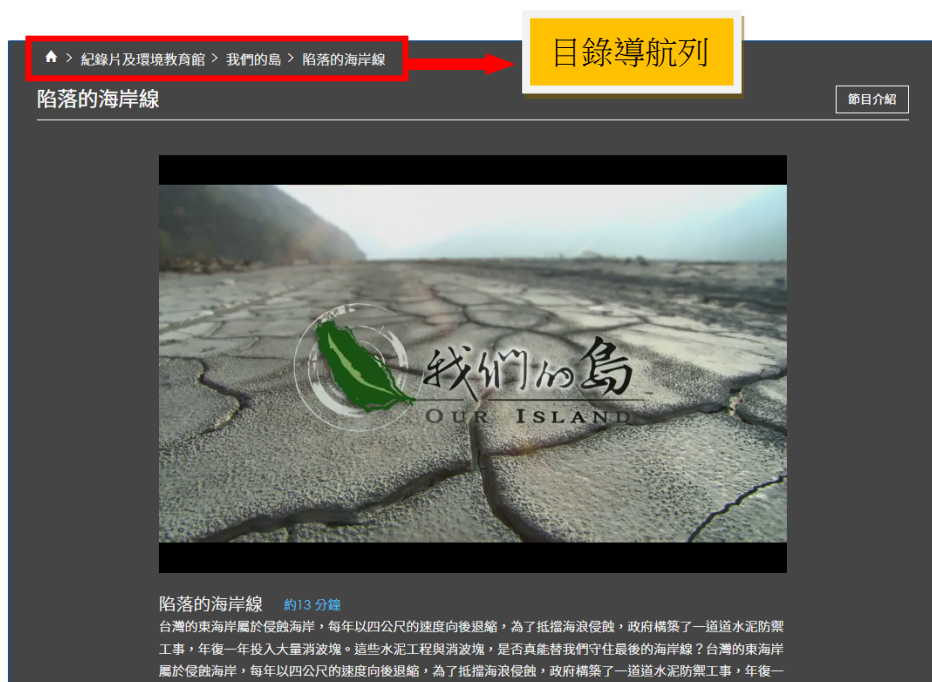 目錄導航列
> 紀錄片及環境教育館 > 我們的島 > 陷落的海岸線
陷落的海岸線
節目介紹
我們的島
OUR ISLAND
陷落的海岸線 約13 分鐘
台灣的東海岸屬於侵蝕海岸，每年以四公尺的速度向後退縮，為了抵擋海浪侵蝕，政府構築了一道道水泥防禦
工事，年復一年投入大量消波塊。這些水泥工程與消波塊，是否真能替我們守住最後的海岸線？台灣的東海岸
屬於侵蝕海岸，每年以四公尺的速度向後退縮，為了抵擋海浪侵蝕，政府構築了一道道水泥防禦工事，年復一